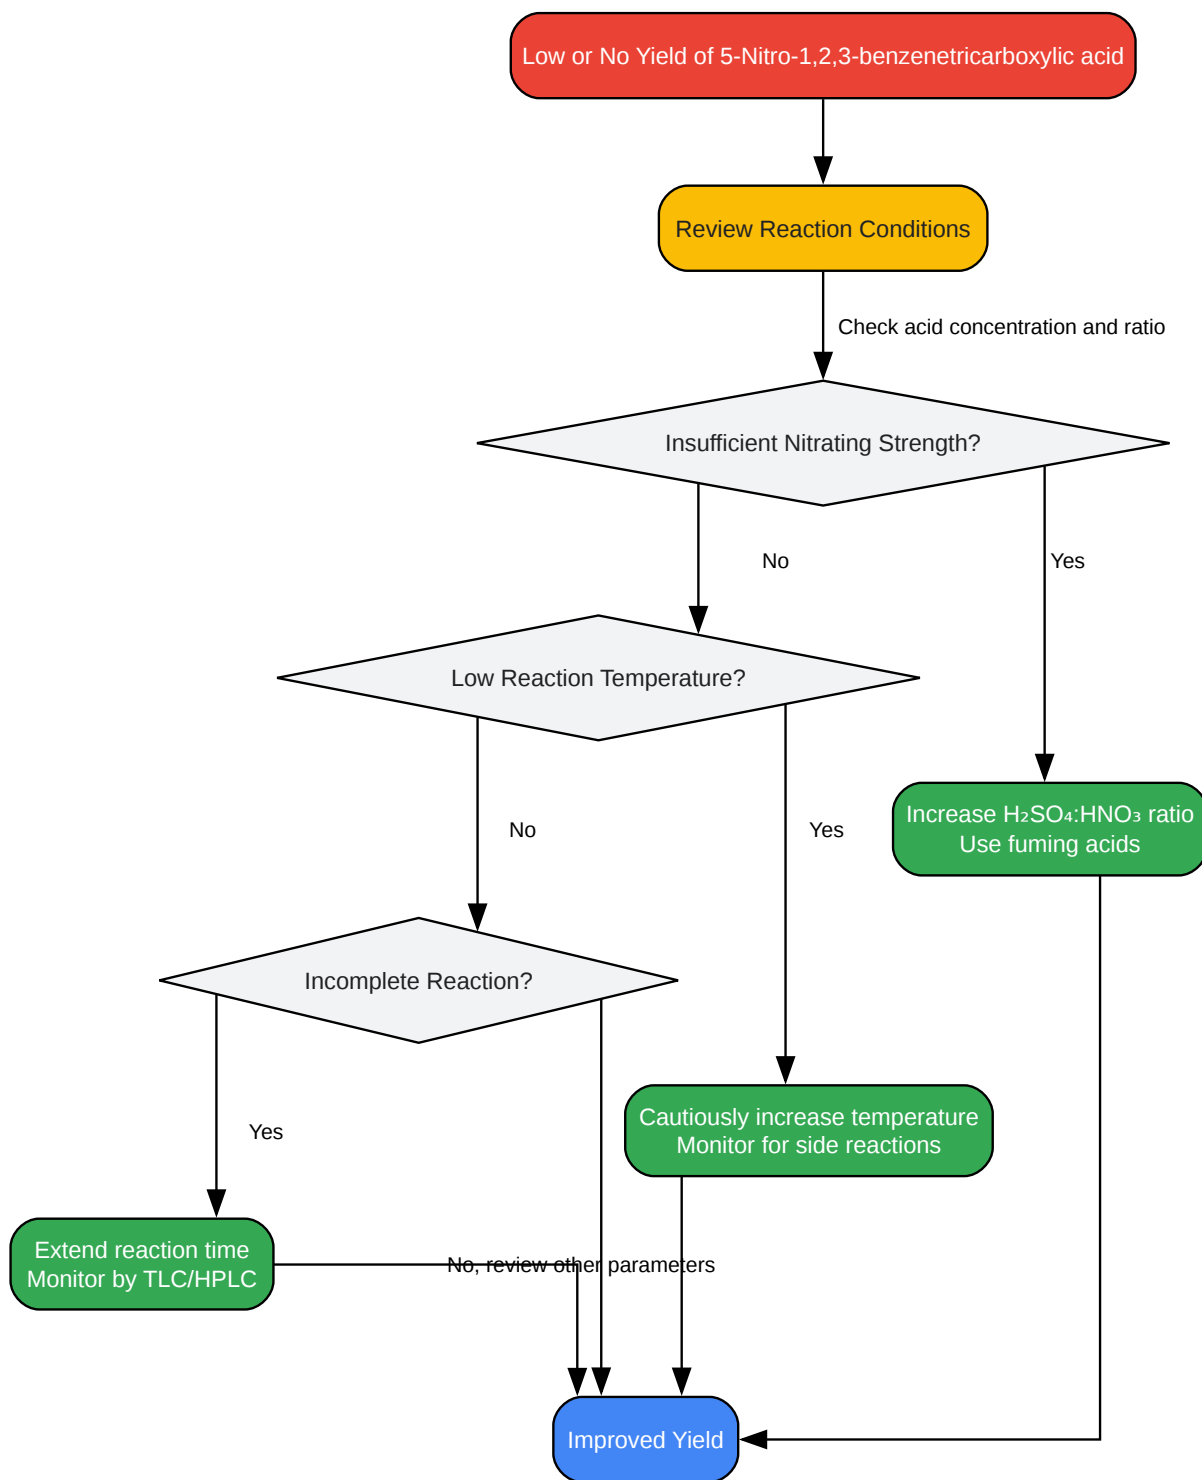 Low or No Yield of 5-Nitro-1,2,3-benzenetricarboxylic acid
Review Reaction Conditions
Check acid concentration and ratio
Insufficient Nitrating Strength?
No
Yes
Low Reaction Temperature?
Increase H₂SO₄:HNO₃ ratio
Use fuming acids
No
Yes
Incomplete Reaction?
Cautiously increase temperature
Monitor for side reactions
Yes
Extend reaction time
Monitor by TLC/HPLC
No, review other parameters
Improved Yield